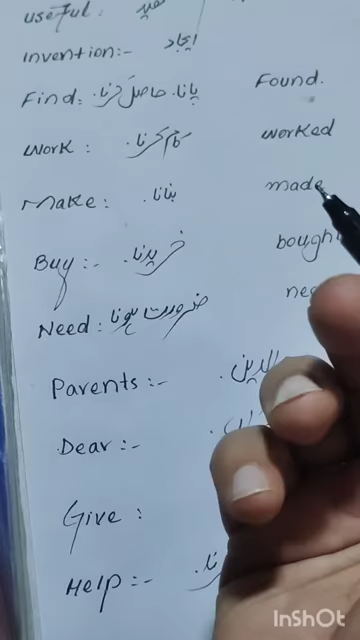 useful: مفید
invention:- ایجاد
Find: پانا۔ حاصل کرنا۔ Found.
work: کام کرنا۔ worked
Make: بنانا۔ made
Buy:- خریدنا۔ bought
Need: ضرورت ہونا
Parents:- والدین۔
Dear:-
Give:
Help:-
InShOt